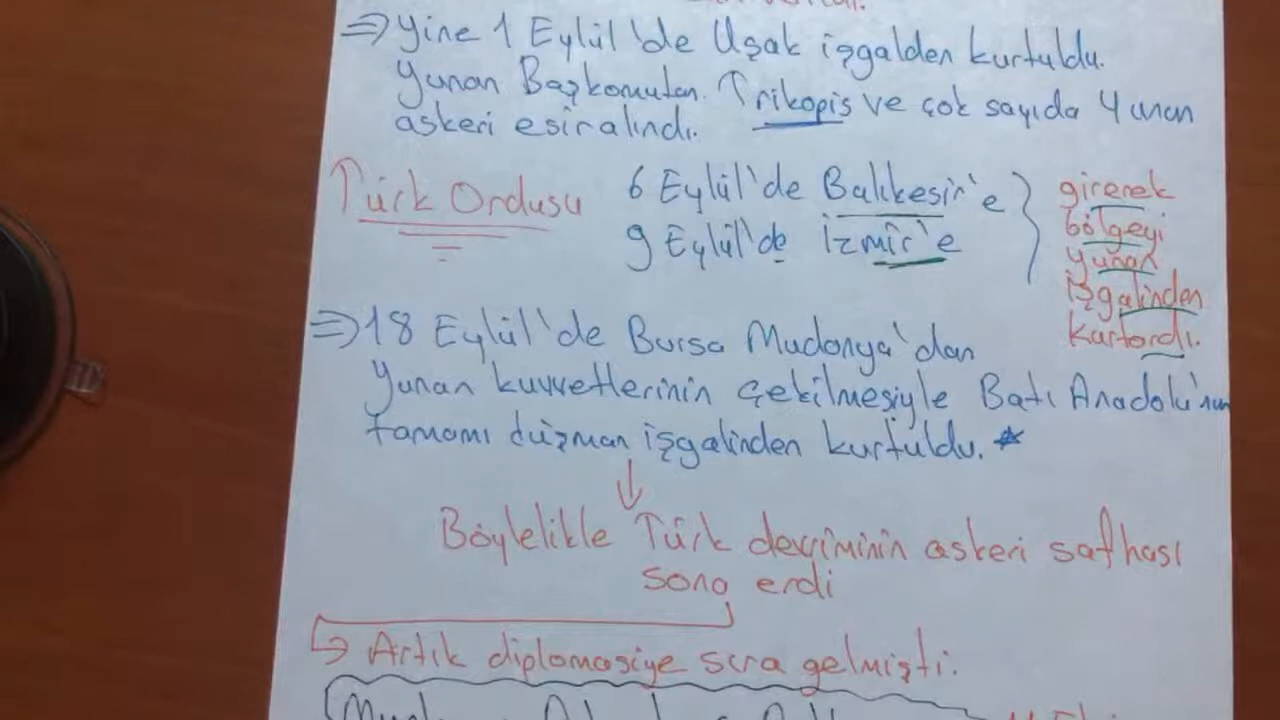 ⇒ Yine 1 Eylül'de Uşak işgalden kurtuldu.
Yunan Başkomutan. Trikopis ve çok sayıda Yunan
askeri esir alındı.
Türk Ordusu
6 Eylül'de Balıkesir'e
9 Eylül'de İzmir'e
girerek
bölgeyi
Yunan
işgalinden
kurtardı.
⇒ 18 Eylül'de Bursa Mudanya'dan
Yunan kuvvetlerinin çekilmesiyle Batı Anadolu'nun
tamamı düşman işgalinden kurtuldu. *
↓
Böylelikle Türk devriminin askeri safhası
sona erdi
↳ Artık diplomasiye sıra gelmişti.